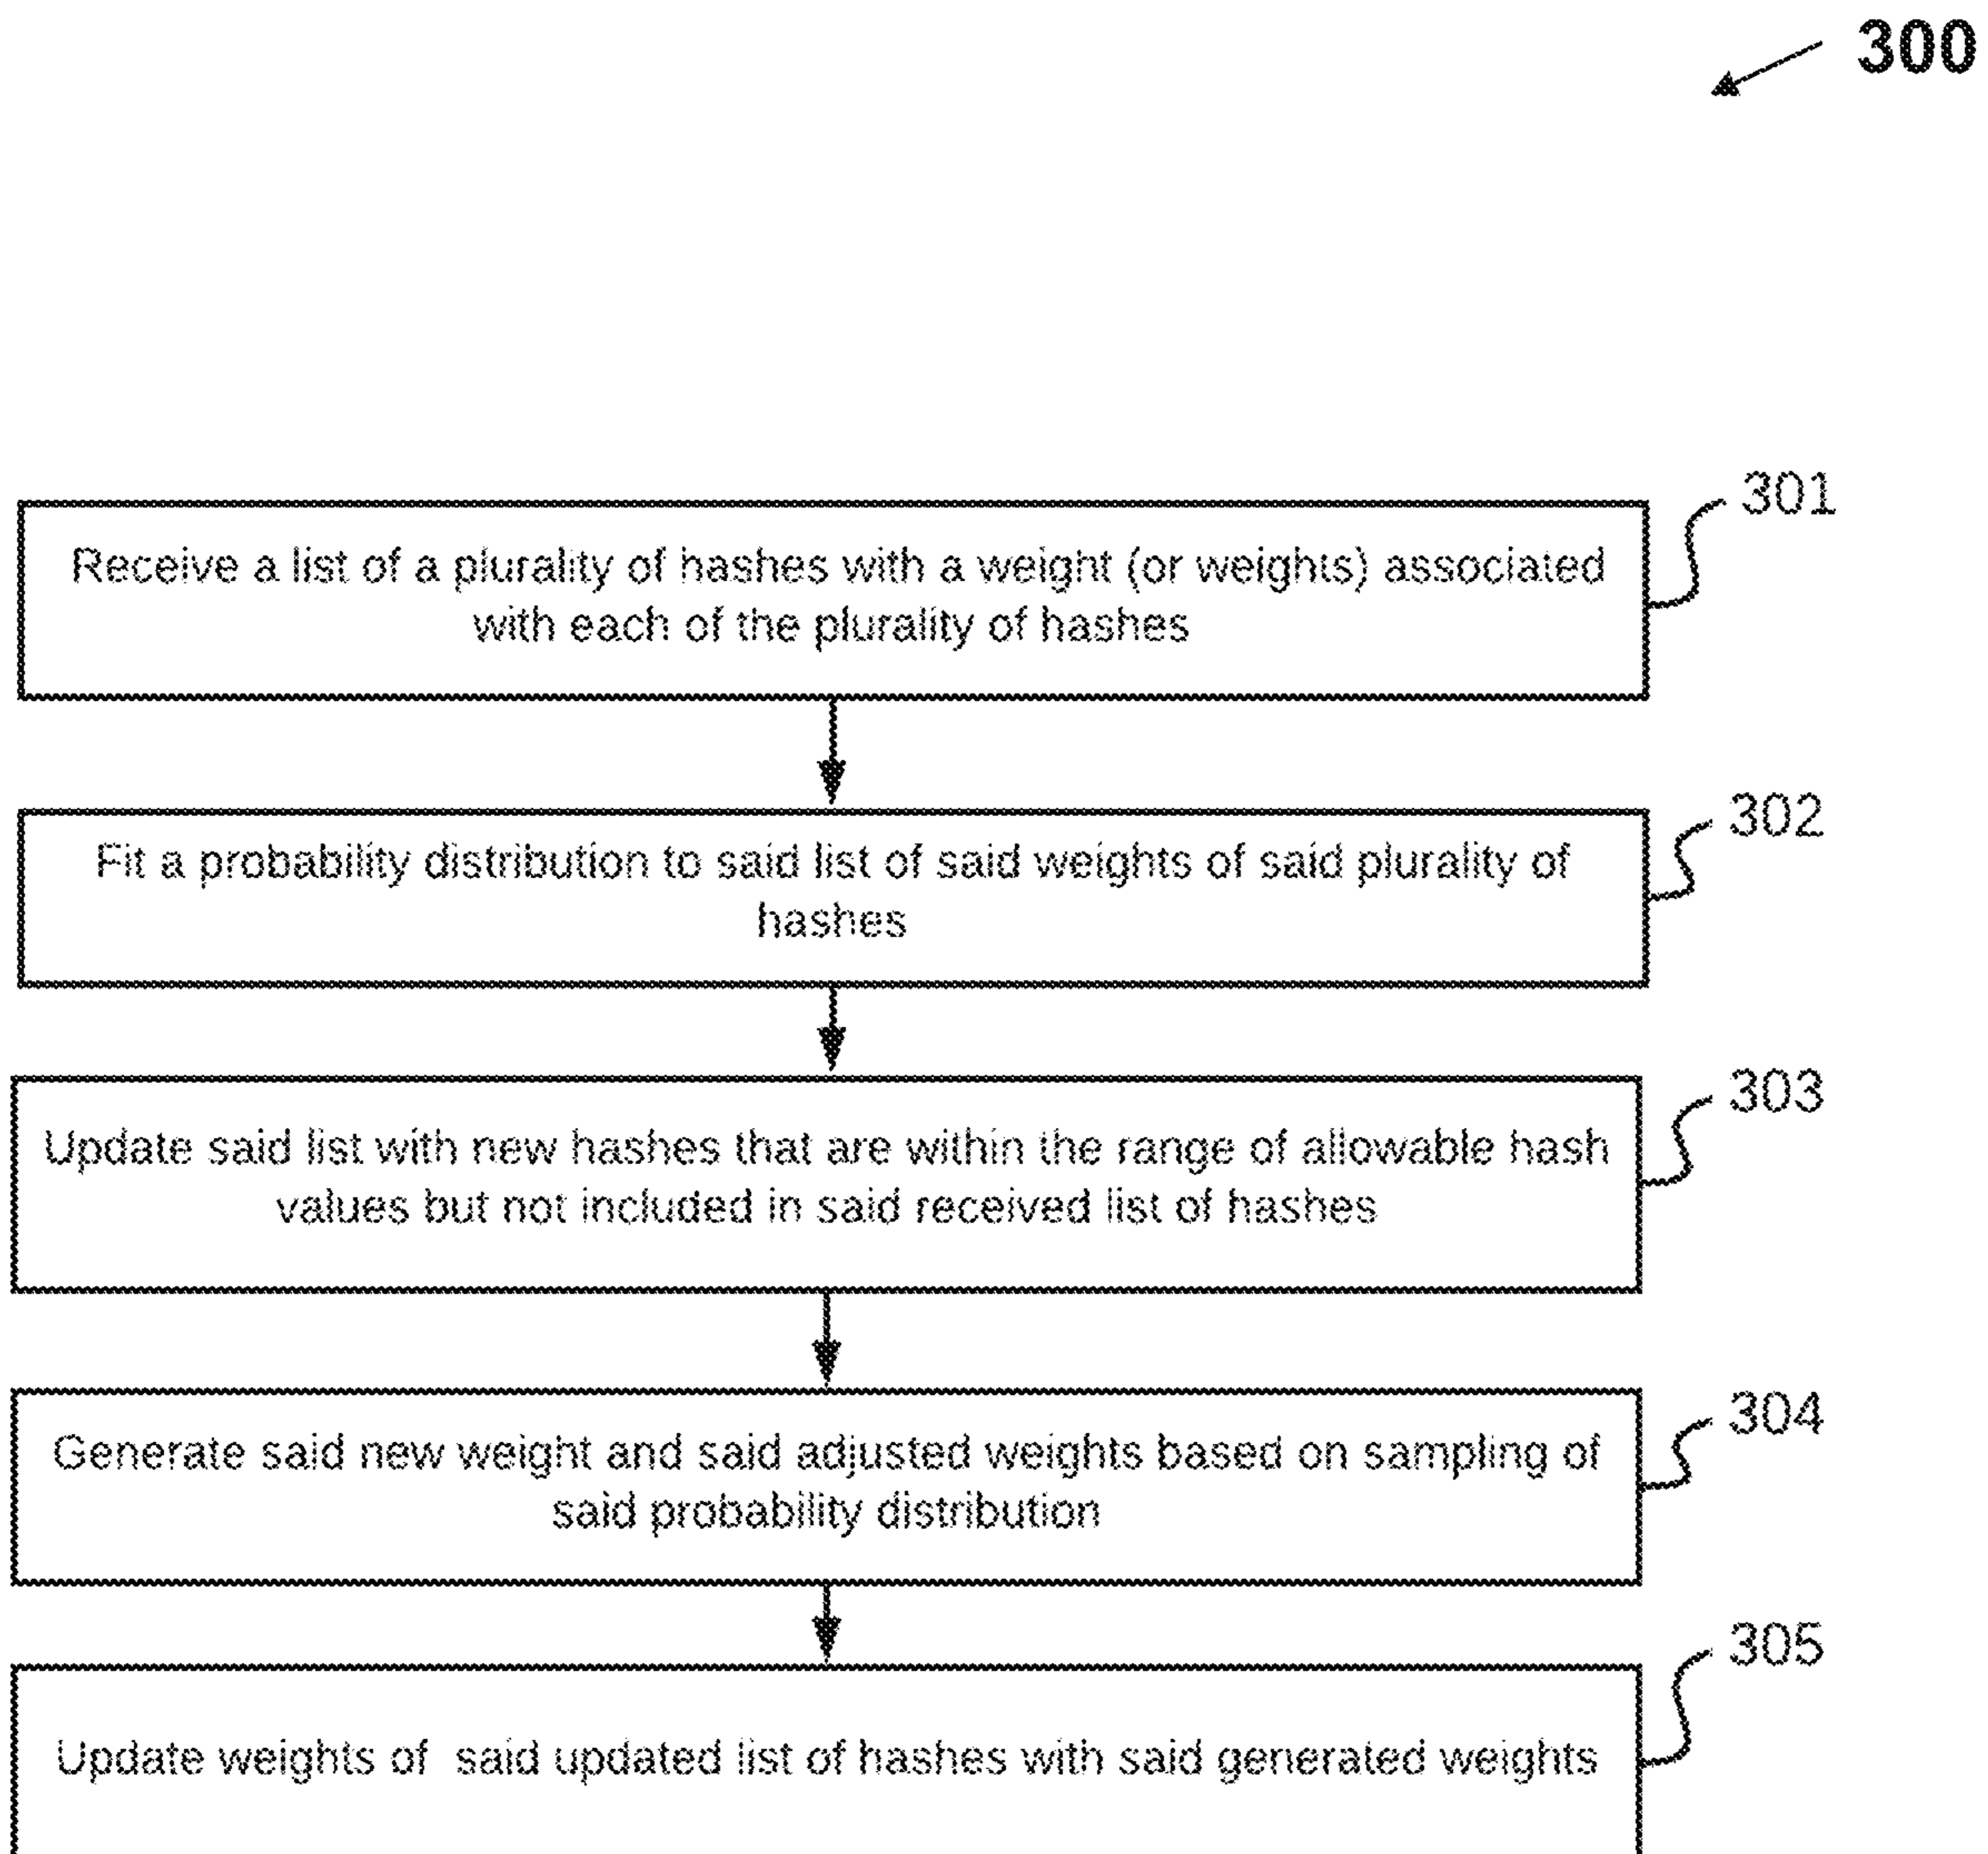 300
301
Receive a list of a plurality of hashes with a weight (or weights) associated
with each of the plurality of hashes
302
Fit a probability distribution to said list of said weights of said plurality of
hashes
303
Update said list with new hashes that are within the range of allowable hash
values but not included in said received list of hashes
304
Generate said new weight and said adjusted weights based on sampling of
said probability distribution
305
Update weights of  said updated list of hashes with said generated weights